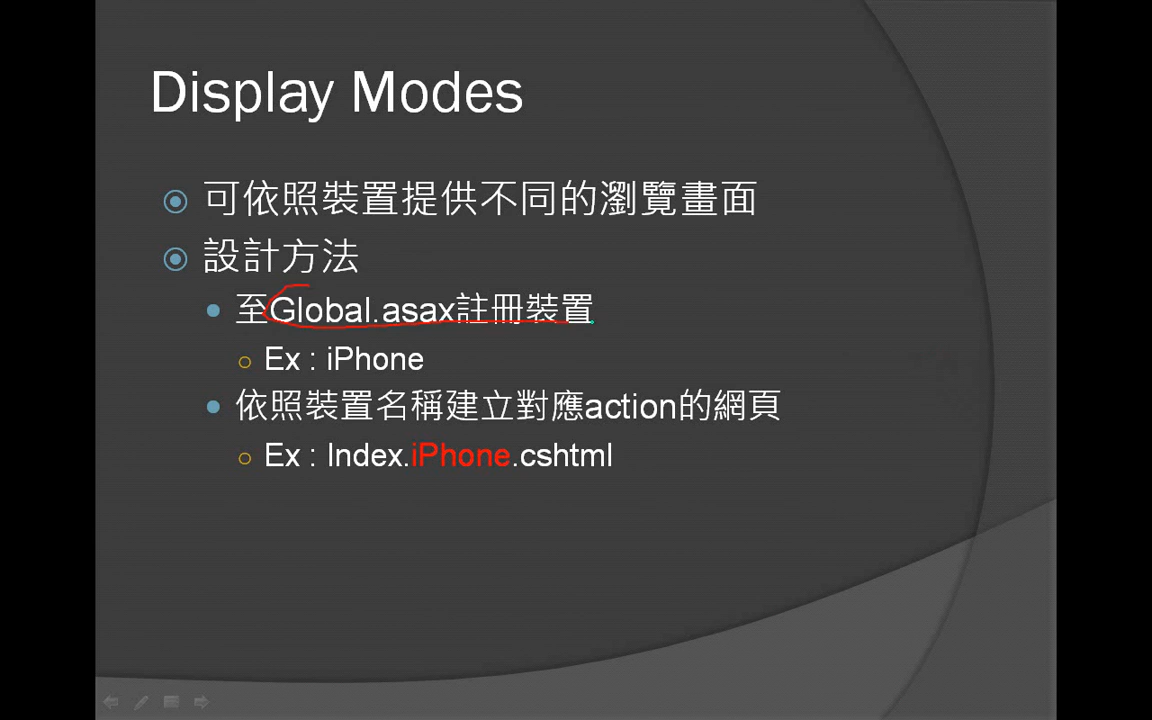 Display Modes
可依照裝置提供不同的瀏覽畫面
設計方法
至Global.asax註冊裝置
Ex : iPhone
依照裝置名稱建立對應action的網頁
Ex : Index.iPhone.cshtml